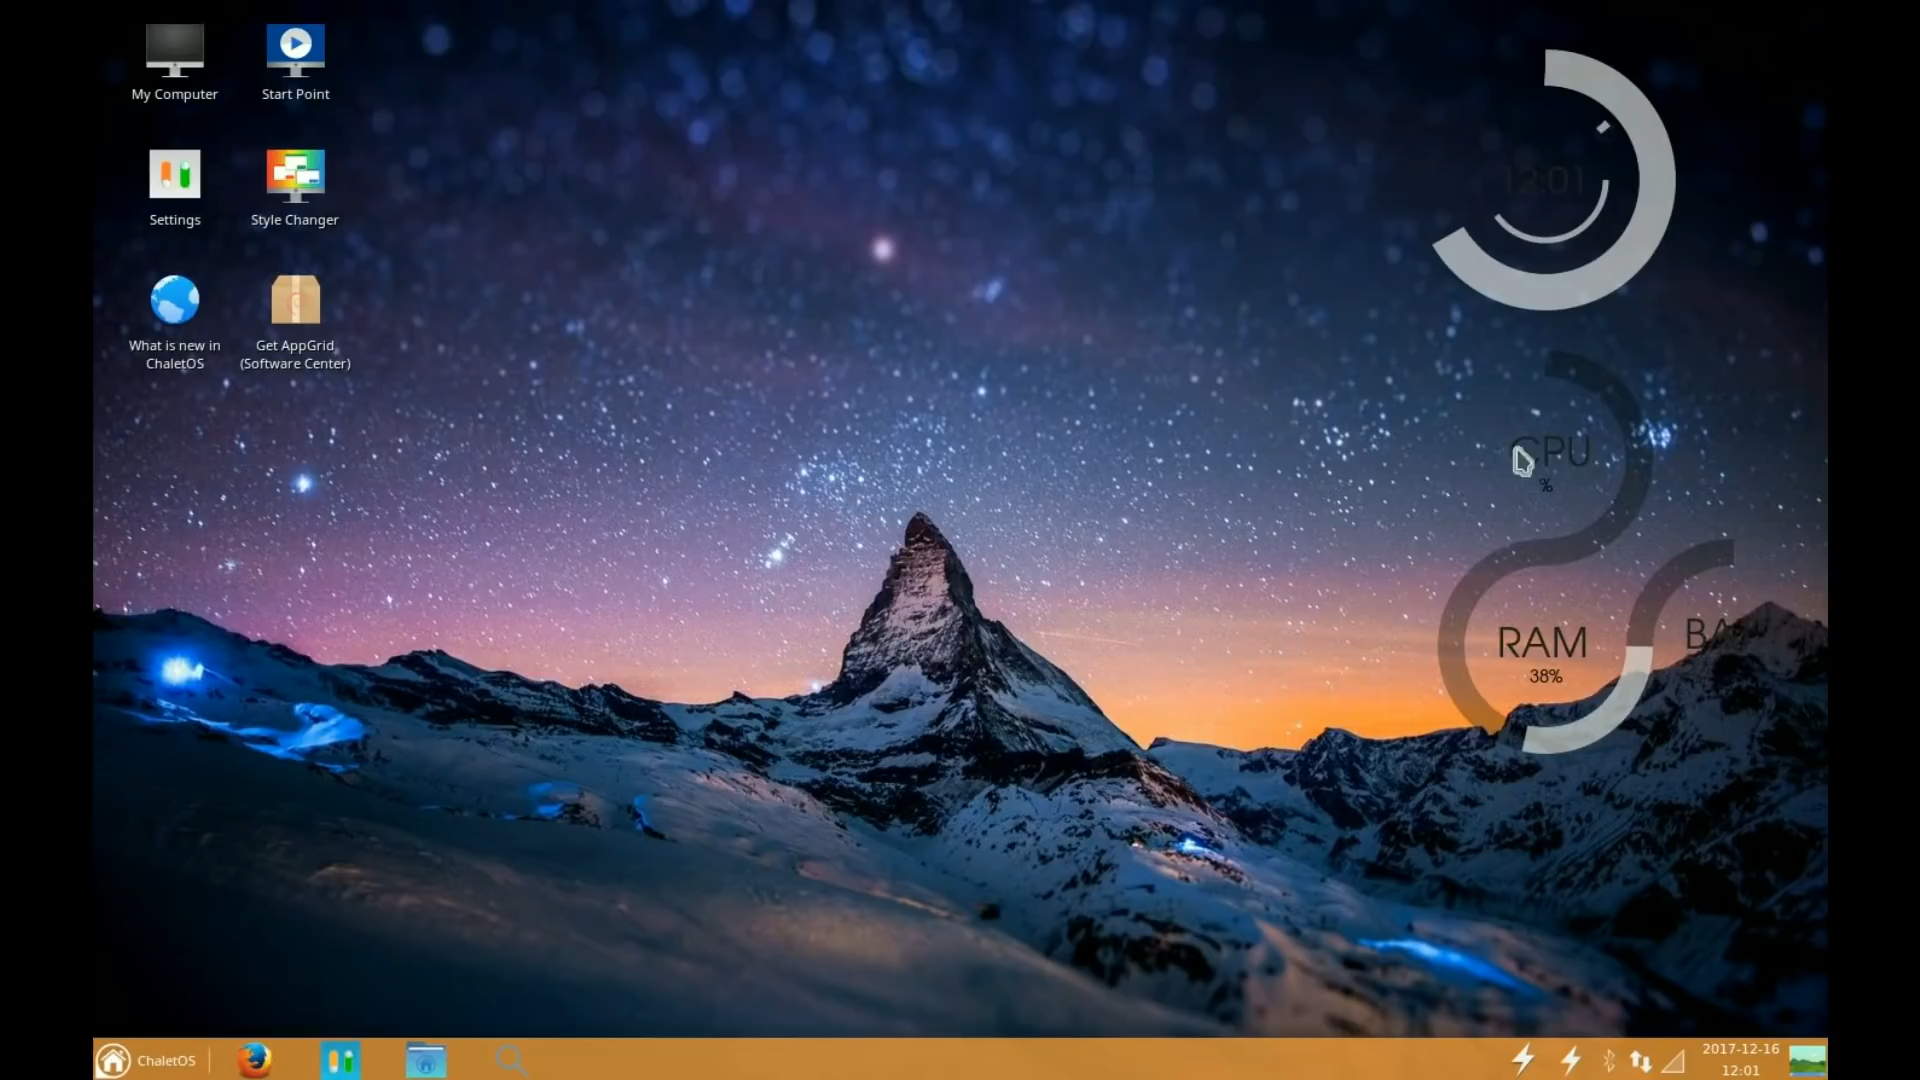 My Computer
Start Point
Settings
Style Changer
What is new in
ChaletOS
Get AppGrid
(Software Center)
12:01
CPU
%
RAM
38%
ChaletOS
2017-12-16
12:01